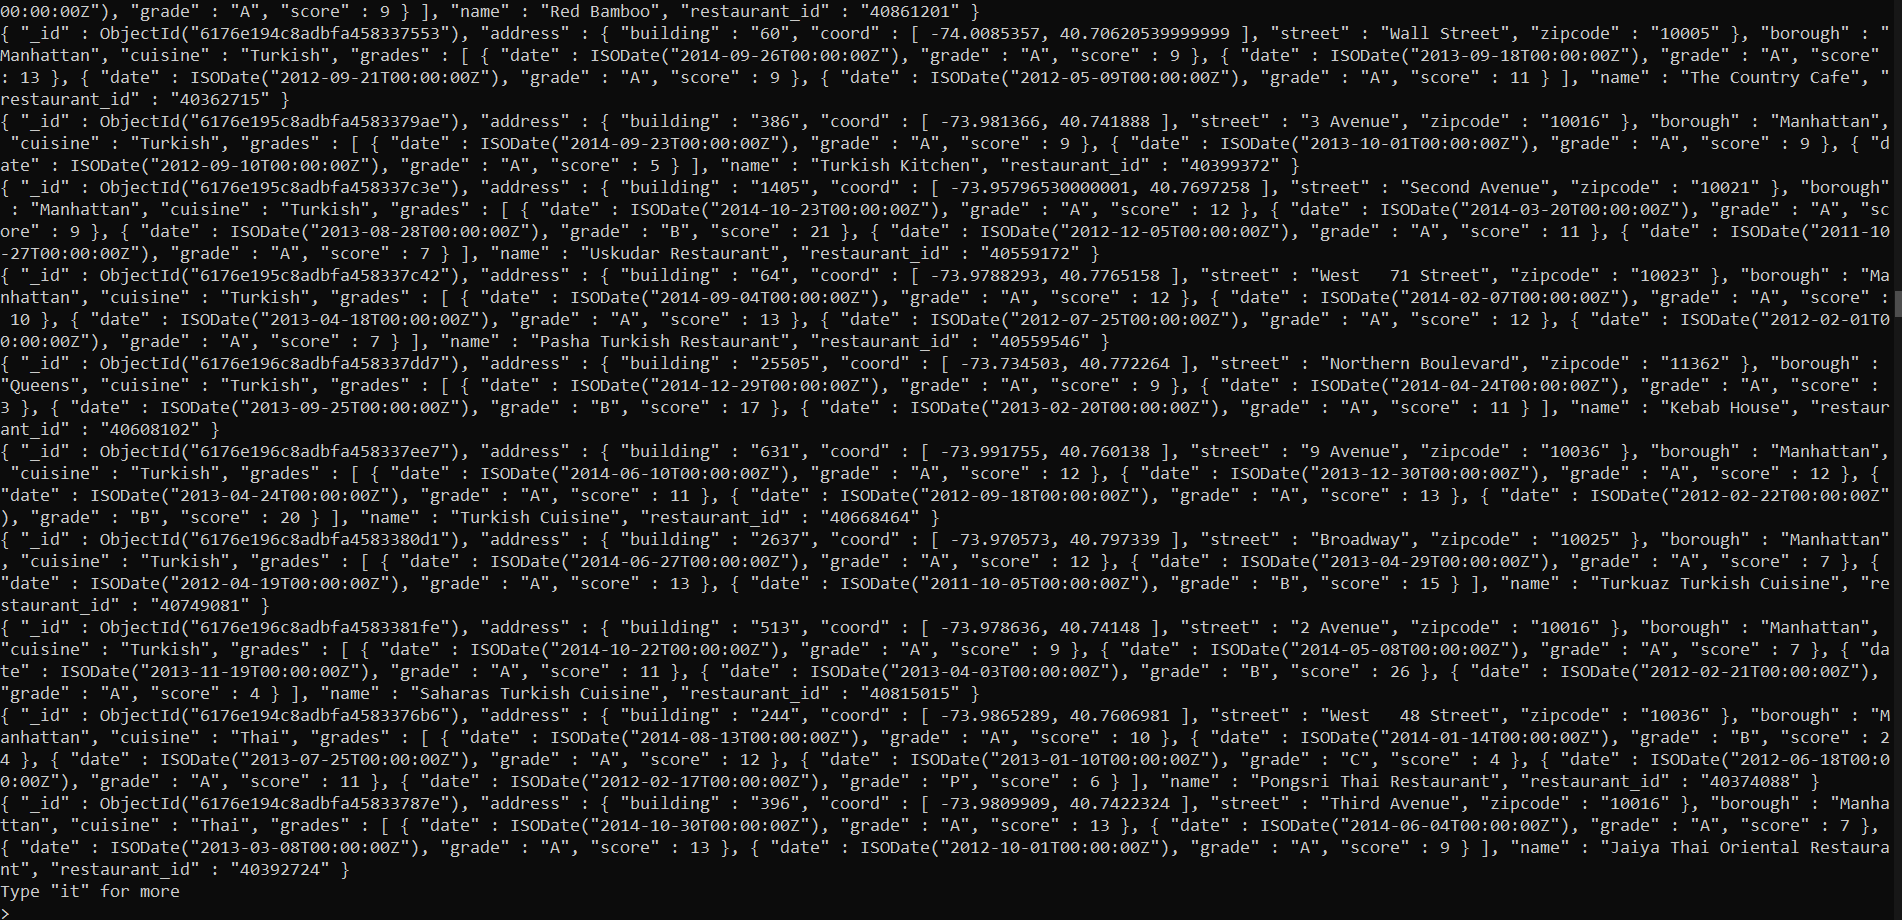 00:00:00Z"), "grade" : "A", "score" : 9 } ], "name" : "Red Bamboo", "restaurant_id" : "40861201" }
{ "_id" : ObjectId("6176e194c8adbfa458337553"), "address" : { "building" : "60", "coord" : [ -74.0085357, 40.70620539999999 ], "street" : "Wall Street", "zipcode" : "10005" }, "borough" : "
Manhattan", "cuisine" : "Turkish", "grades" : [ { "date" : ISODate("2014-09-26T00:00:00Z"), "grade" : "A", "score" : 9 }, { "date" : ISODate("2013-09-18T00:00:00Z"), "grade" : "A", "score"
: 13 }, { "date" : ISODate("2012-09-21T00:00:00Z"), "grade" : "A", "score" : 9 }, { "date" : ISODate("2012-05-09T00:00:00Z"), "grade" : "A", "score" : 11 } ], "name" : "The Country Cafe", "
restaurant_id" : "40362715" }
{ "_id" : ObjectId("6176e195c8adbfa4583379ae"), "address" : { "building" : "386", "coord" : [ -73.981366, 40.741888 ], "street" : "3 Avenue", "zipcode" : "10016" }, "borough" : "Manhattan",
 "cuisine" : "Turkish", "grades" : [ { "date" : ISODate("2014-09-23T00:00:00Z"), "grade" : "A", "score" : 9 }, { "date" : ISODate("2013-10-01T00:00:00Z"), "grade" : "A", "score" : 9 }, { "d
ate" : ISODate("2012-09-10T00:00:00Z"), "grade" : "A", "score" : 5 } ], "name" : "Turkish Kitchen", "restaurant_id" : "40399372" }
{ "_id" : ObjectId("6176e195c8adbfa458337c3e"), "address" : { "building" : "1405", "coord" : [ -73.95796530000001, 40.7697258 ], "street" : "Second Avenue", "zipcode" : "10021" }, "borough"
 : "Manhattan", "cuisine" : "Turkish", "grades" : [ { "date" : ISODate("2014-10-23T00:00:00Z"), "grade" : "A", "score" : 12 }, { "date" : ISODate("2014-03-20T00:00:00Z"), "grade" : "A", "sc
ore" : 9 }, { "date" : ISODate("2013-08-28T00:00:00Z"), "grade" : "B", "score" : 21 }, { "date" : ISODate("2012-12-05T00:00:00Z"), "grade" : "A", "score" : 11 }, { "date" : ISODate("2011-10
-27T00:00:00Z"), "grade" : "A", "score" : 7 } ], "name" : "Uskudar Restaurant", "restaurant_id" : "40559172" }
{ "_id" : ObjectId("6176e195c8adbfa458337c42"), "address" : { "building" : "64", "coord" : [ -73.9788293, 40.7765158 ], "street" : "West   71 Street", "zipcode" : "10023" }, "borough" : "Ma
nhattan", "cuisine" : "Turkish", "grades" : [ { "date" : ISODate("2014-09-04T00:00:00Z"), "grade" : "A", "score" : 12 }, { "date" : ISODate("2014-02-07T00:00:00Z"), "grade" : "A", "score" :
 10 }, { "date" : ISODate("2013-04-18T00:00:00Z"), "grade" : "A", "score" : 13 }, { "date" : ISODate("2012-07-25T00:00:00Z"), "grade" : "A", "score" : 12 }, { "date" : ISODate("2012-02-01T0
0:00:00Z"), "grade" : "A", "score" : 7 } ], "name" : "Pasha Turkish Restaurant", "restaurant_id" : "40559546" }
{ "_id" : ObjectId("6176e196c8adbfa458337dd7"), "address" : { "building" : "25505", "coord" : [ -73.734503, 40.772264 ], "street" : "Northern Boulevard", "zipcode" : "11362" }, "borough" :
"Queens", "cuisine" : "Turkish", "grades" : [ { "date" : ISODate("2014-12-29T00:00:00Z"), "grade" : "A", "score" : 9 }, { "date" : ISODate("2014-04-24T00:00:00Z"), "grade" : "A", "score" :
3 }, { "date" : ISODate("2013-09-25T00:00:00Z"), "grade" : "B", "score" : 17 }, { "date" : ISODate("2013-02-20T00:00:00Z"), "grade" : "A", "score" : 11 } ], "name" : "Kebab House", "restaur
ant_id" : "40608102" }
{ "_id" : ObjectId("6176e196c8adbfa458337ee7"), "address" : { "building" : "631", "coord" : [ -73.991755, 40.760138 ], "street" : "9 Avenue", "zipcode" : "10036" }, "borough" : "Manhattan",
 "cuisine" : "Turkish", "grades" : [ { "date" : ISODate("2014-06-10T00:00:00Z"), "grade" : "A", "score" : 12 }, { "date" : ISODate("2013-12-30T00:00:00Z"), "grade" : "A", "score" : 12 }, {
"date" : ISODate("2013-04-24T00:00:00Z"), "grade" : "A", "score" : 11 }, { "date" : ISODate("2012-09-18T00:00:00Z"), "grade" : "A", "score" : 13 }, { "date" : ISODate("2012-02-22T00:00:00Z"
), "grade" : "B", "score" : 20 } ], "name" : "Turkish Cuisine", "restaurant_id" : "40668464" }
{ "_id" : ObjectId("6176e196c8adbfa4583380d1"), "address" : { "building" : "2637", "coord" : [ -73.970573, 40.797339 ], "street" : "Broadway", "zipcode" : "10025" }, "borough" : "Manhattan"
, "cuisine" : "Turkish", "grades" : [ { "date" : ISODate("2014-06-27T00:00:00Z"), "grade" : "A", "score" : 12 }, { "date" : ISODate("2013-04-29T00:00:00Z"), "grade" : "A", "score" : 7 }, {
"date" : ISODate("2012-04-19T00:00:00Z"), "grade" : "A", "score" : 13 }, { "date" : ISODate("2011-10-05T00:00:00Z"), "grade" : "B", "score" : 15 } ], "name" : "Turkuaz Turkish Cuisine", "re
staurant_id" : "40749081" }
{ "_id" : ObjectId("6176e196c8adbfa4583381fe"), "address" : { "building" : "513", "coord" : [ -73.978636, 40.74148 ], "street" : "2 Avenue", "zipcode" : "10016" }, "borough" : "Manhattan",
"cuisine" : "Turkish", "grades" : [ { "date" : ISODate("2014-10-22T00:00:00Z"), "grade" : "A", "score" : 9 }, { "date" : ISODate("2014-05-08T00:00:00Z"), "grade" : "A", "score" : 7 }, { "da
te" : ISODate("2013-11-19T00:00:00Z"), "grade" : "A", "score" : 11 }, { "date" : ISODate("2013-04-03T00:00:00Z"), "grade" : "B", "score" : 26 }, { "date" : ISODate("2012-02-21T00:00:00Z"),
"grade" : "A", "score" : 4 } ], "name" : "Saharas Turkish Cuisine", "restaurant_id" : "40815015" }
{ "_id" : ObjectId("6176e194c8adbfa4583376b6"), "address" : { "building" : "244", "coord" : [ -73.9865289, 40.7606981 ], "street" : "West   48 Street", "zipcode" : "10036" }, "borough" : "M
anhattan", "cuisine" : "Thai", "grades" : [ { "date" : ISODate("2014-08-13T00:00:00Z"), "grade" : "A", "score" : 10 }, { "date" : ISODate("2014-01-14T00:00:00Z"), "grade" : "B", "score" : 2
4 }, { "date" : ISODate("2013-07-25T00:00:00Z"), "grade" : "A", "score" : 12 }, { "date" : ISODate("2013-01-10T00:00:00Z"), "grade" : "C", "score" : 4 }, { "date" : ISODate("2012-06-18T00:0
0:00Z"), "grade" : "A", "score" : 11 }, { "date" : ISODate("2012-02-17T00:00:00Z"), "grade" : "P", "score" : 6 } ], "name" : "Pongsri Thai Restaurant", "restaurant_id" : "40374088" }
{ "_id" : ObjectId("6176e194c8adbfa45833787e"), "address" : { "building" : "396", "coord" : [ -73.9809909, 40.7422324 ], "street" : "Third Avenue", "zipcode" : "10016" }, "borough" : "Manha
ttan", "cuisine" : "Thai", "grades" : [ { "date" : ISODate("2014-10-30T00:00:00Z"), "grade" : "A", "score" : 13 }, { "date" : ISODate("2014-06-04T00:00:00Z"), "grade" : "A", "score" : 7 },
{ "date" : ISODate("2013-03-08T00:00:00Z"), "grade" : "A", "score" : 13 }, { "date" : ISODate("2012-10-01T00:00:00Z"), "grade" : "A", "score" : 9 } ], "name" : "Jaiya Thai Oriental Restaura
nt", "restaurant_id" : "40392724" }
Type "it" for more
>